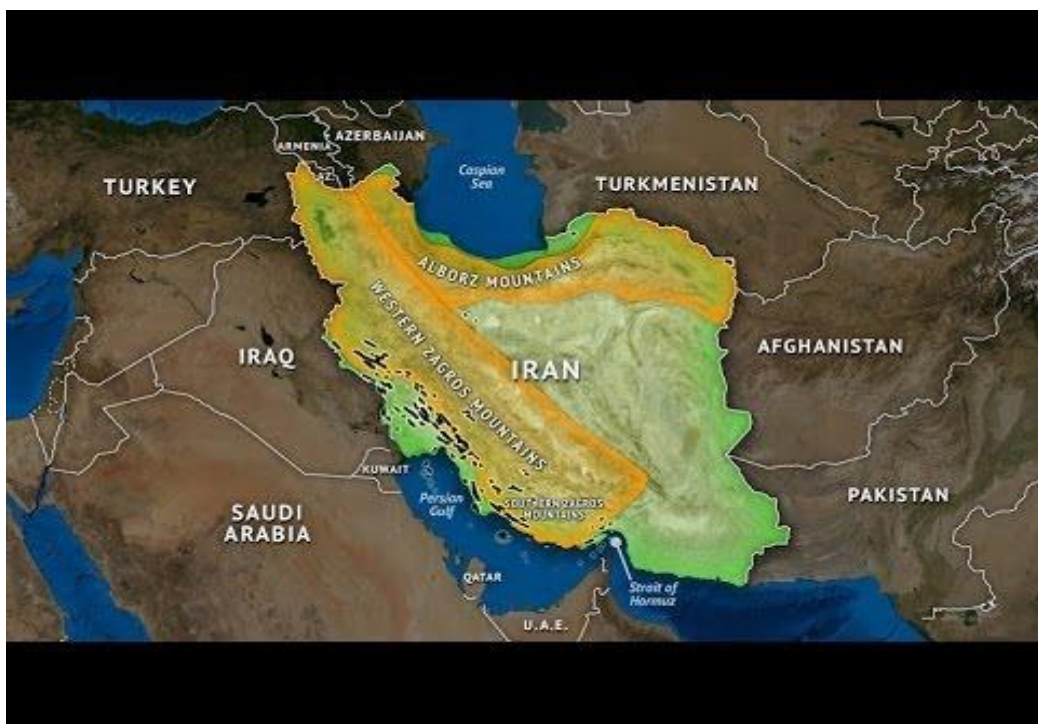 AZERBAIJAN
ARMENIA
AZ.
Caspian
Sea
TURKEY
TURKMENISTAN
ALBORZ MOUNTAINS
WESTERN ZAGROS MOUNTAINS
IRAQ
IRAN
AFGHANISTAN
KUWAIT
Persian
Gulf
SOUTHERN ZAGROS
MOUNTAINS
PAKISTAN
SAUDI
ARABIA
QATAR
Strait of
Hormuz
U.A.E.